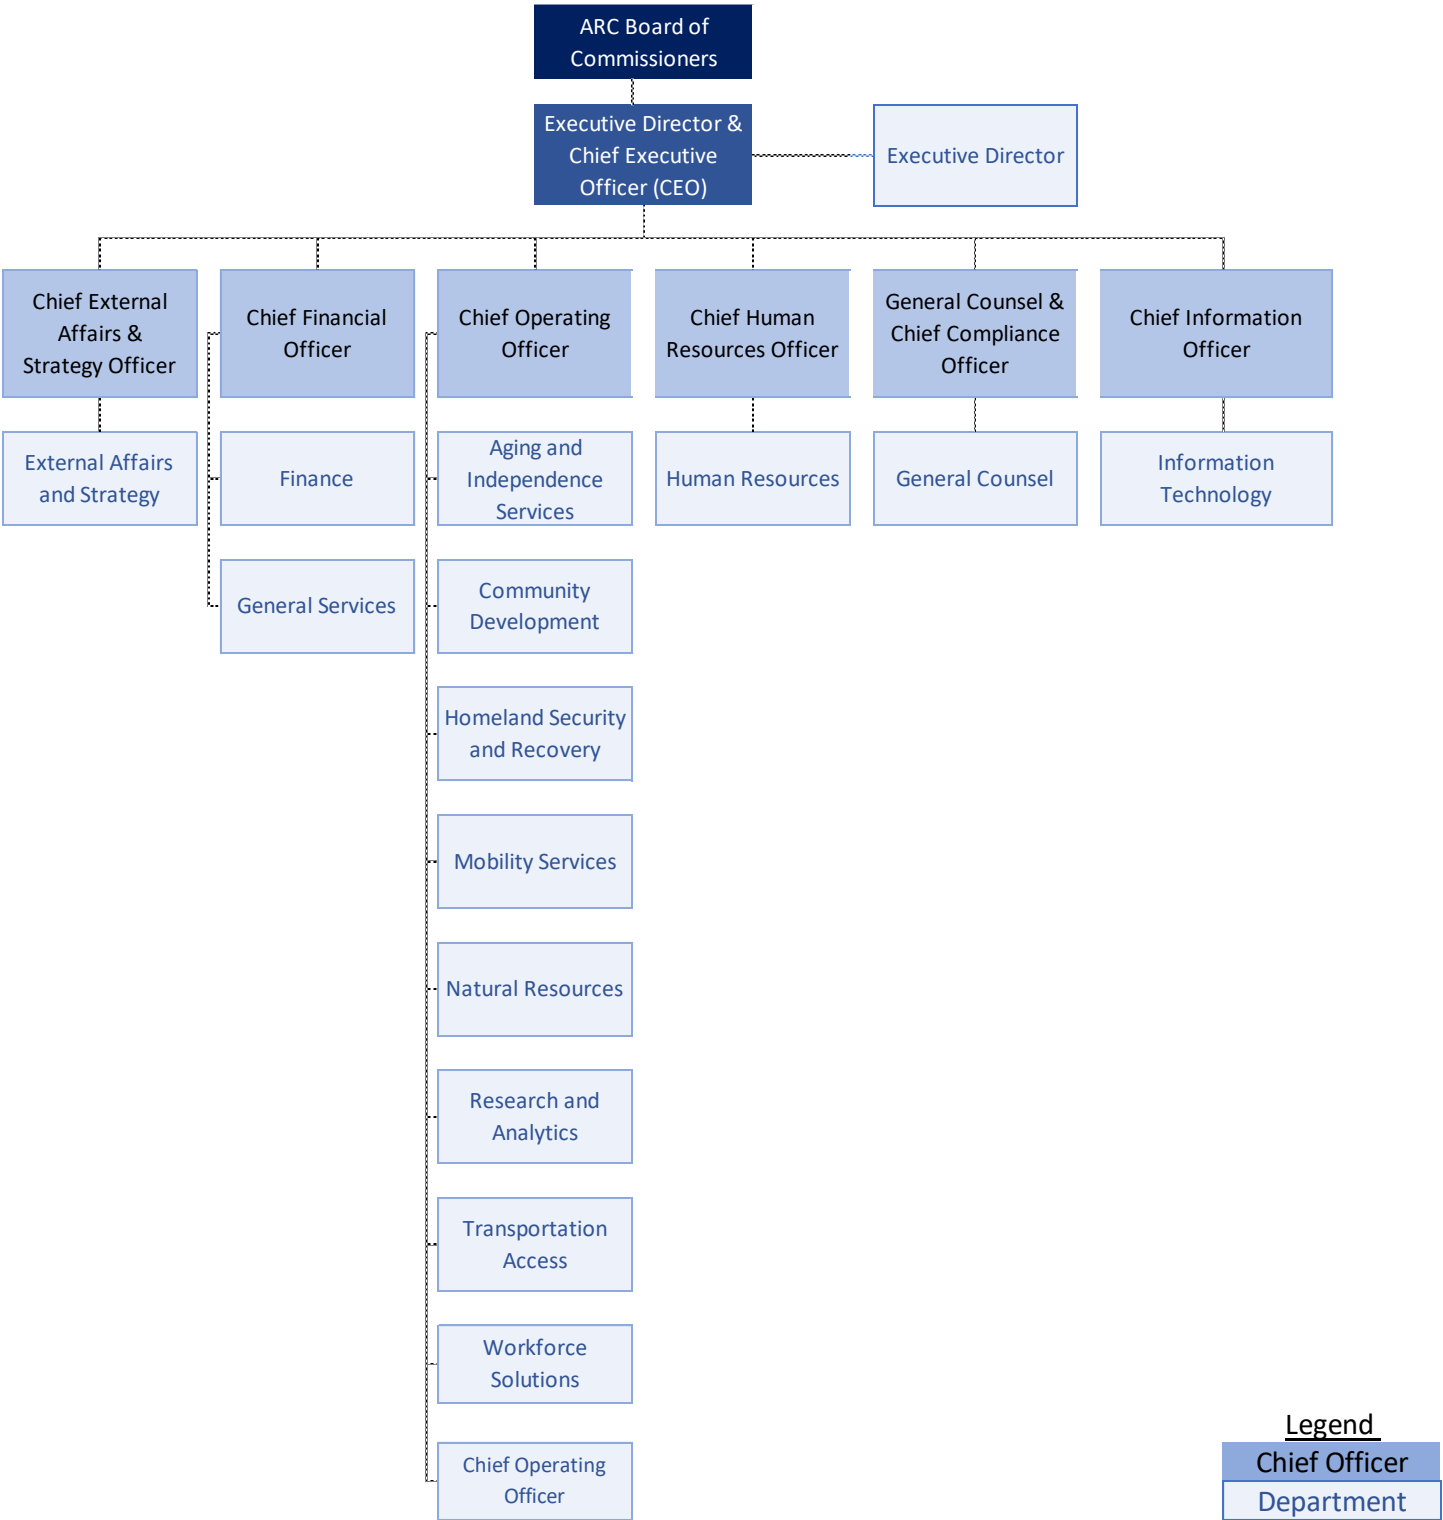 ARC Board of
Commissioners
Executive Director &
Chief Executive
Officer (CEO)
Executive Director
Chief External
Affairs &
Strategy Officer
Chief Financial
Officer
Chief Operating
Officer
Chief Human
Resources Officer
General Counsel &
Chief Compliance
Officer
Chief Information
Officer
External Affairs
and Strategy
Finance
Aging and
Independence
Services
Human Resources
General Counsel
Information
Technology
General Services
Community
Development
Homeland Security
and Recovery
Mobility Services
Natural Resources
Research and
Analytics
Transportation
Access
Workforce
Solutions
Chief Operating
Officer
Legend
Chief Officer
Department